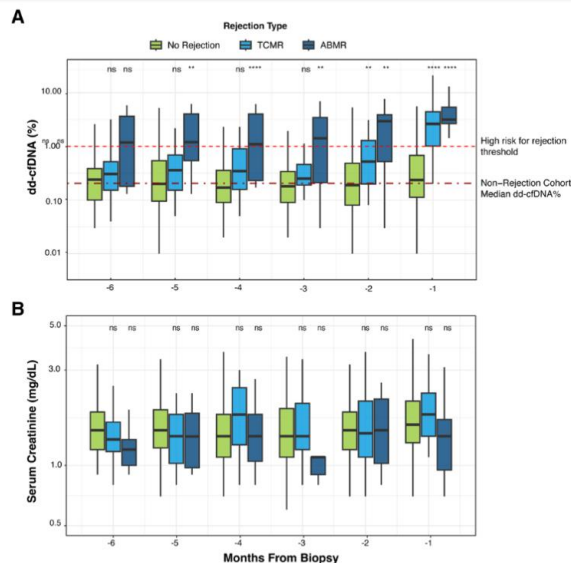 A
Rejection Type
No Rejection TCMR ABMR
ns ns ns ** ns **** ns ** ** ** **** ****
10.00
1.00
0.10
0.01
dd-cfDNA (%)
High risk for rejection
threshold
Non-Rejection Cohort
Median dd-cfDNA%
-6 -5 -4 -3 -2 -1
B
ns ns ns ns ns ns ns ns ns ns ns ns
5.0
3.0
1.0
0.5
Serum Creatinine (mg/dL)
-6 -5 -4 -3 -2 -1
Months From Biopsy